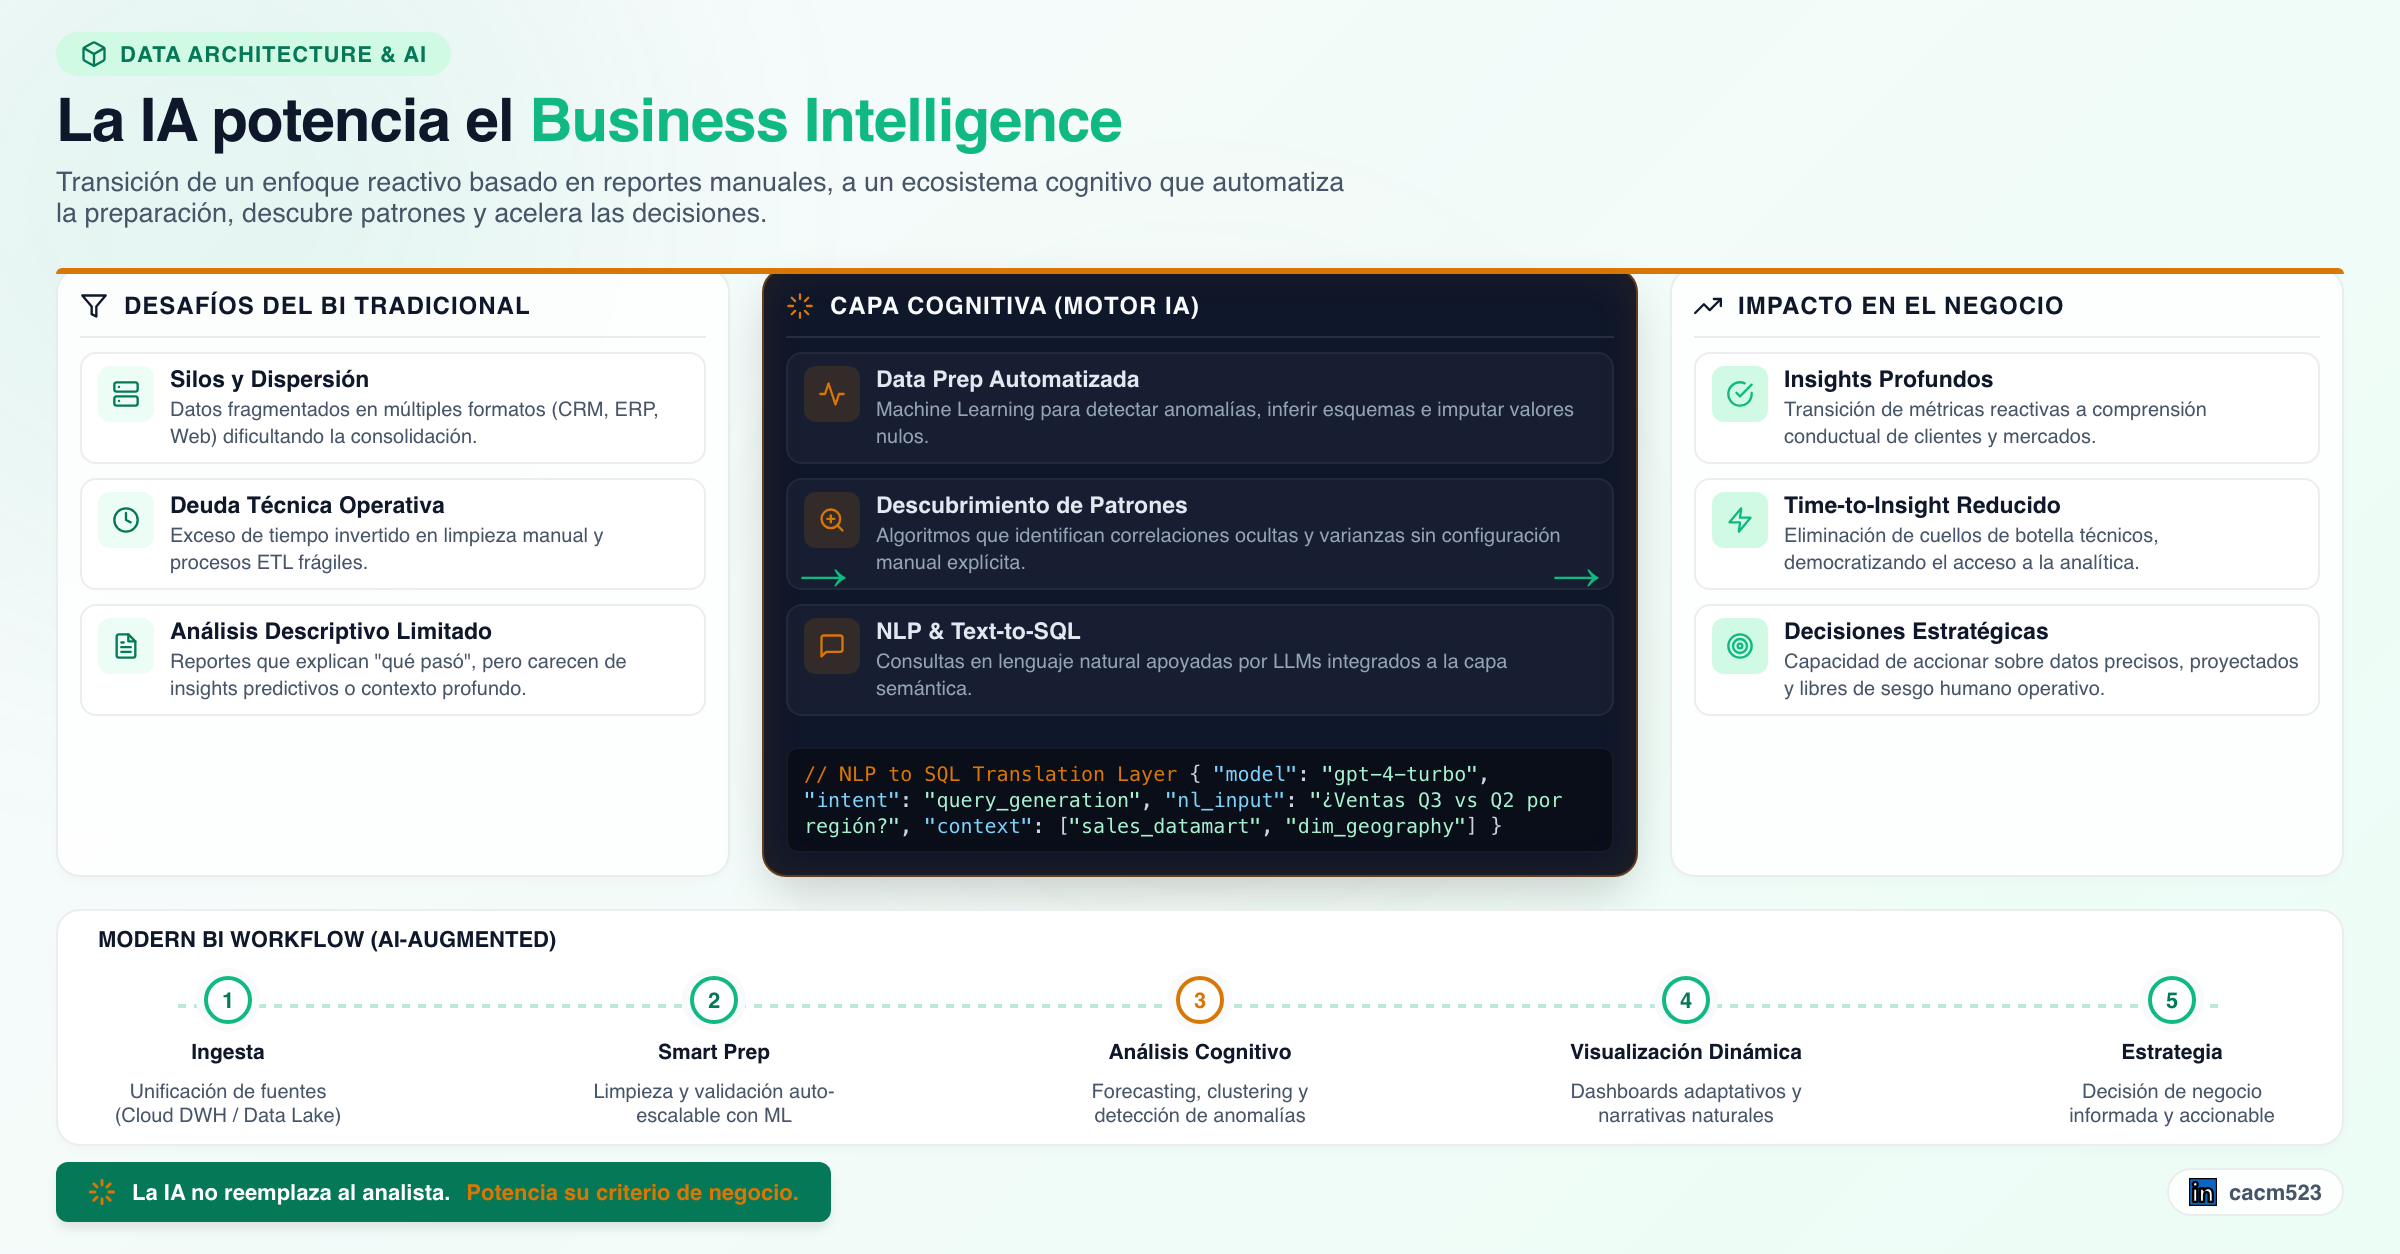 DATA ARCHITECTURE & AI
La IA potencia el Business Intelligence
Transición de un enfoque reactivo basado en reportes manuales, a un ecosistema cognitivo que automatiza
la preparación, descubre patrones y acelera las decisiones.
DESAFÍOS DEL BI TRADICIONAL
Silos y Dispersión
Datos fragmentados en múltiples formatos (CRM, ERP,
Web) dificultando la consolidación.
Deuda Técnica Operativa
Exceso de tiempo invertido en limpieza manual y
procesos ETL frágiles.
Análisis Descriptivo Limitado
Reportes que explican "qué pasó", pero carecen de
insights predictivos o contexto profundo.
CAPA COGNITIVA (MOTOR IA)
Data Prep Automatizada
Machine Learning para detectar anomalías, inferir esquemas e imputar valores
nulos.
Descubrimiento de Patrones
Algoritmos que identifican correlaciones ocultas y varianzas sin configuración
manual explícita.
NLP & Text-to-SQL
Consultas en lenguaje natural apoyadas por LLMs integrados a la capa
semántica.
// NLP to SQL Translation Layer { "model": "gpt-4-turbo",
"intent": "query_generation", "nl_input": "¿Ventas Q3 vs Q2 por
región?", "context": ["sales_datamart", "dim_geography"] }
IMPACTO EN EL NEGOCIO
Insights Profundos
Transición de métricas reactivas a comprensión
conductual de clientes y mercados.
Time-to-Insight Reducido
Eliminación de cuellos de botella técnicos,
democratizando el acceso a la analítica.
Decisiones Estratégicas
Capacidad de accionar sobre datos precisos, proyectados
y libres de sesgo humano operativo.
MODERN BI WORKFLOW (AI-AUGMENTED)
1
Ingesta
Unificación de fuentes
(Cloud DWH / Data Lake)
2
Smart Prep
Limpieza y validación auto-
escalable con ML
3
Análisis Cognitivo
Forecasting, clustering y
detección de anomalías
4
Visualización Dinámica
Dashboards adaptativos y
narrativas naturales
5
Estrategia
Decisión de negocio
informada y accionable
La IA no reemplaza al analista. Potencia su criterio de negocio.
in cacm523